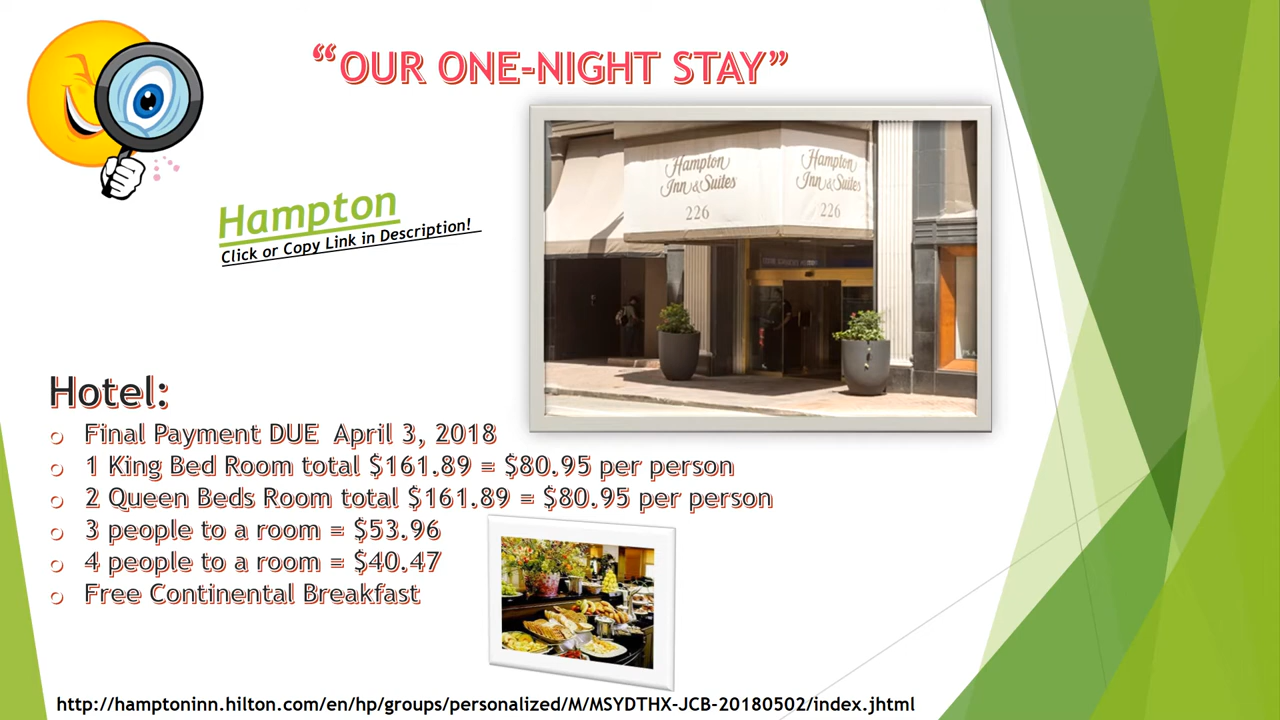 “OUR ONE-NIGHT STAY”
Hampton
Inn & Suites
226
Hampton
Inn & Suites
226
Hampton
Click or Copy Link in Description!
Hotel:
Final Payment DUE April 3, 2018
1 King Bed Room total $161.89 = $80.95 per person
2 Queen Beds Room total $161.89 = $80.95 per person
3 people to a room = $53.96
4 people to a room = $40.47
Free Continental Breakfast
http://hamptoninn.hilton.com/en/hp/groups/personalized/M/MSYDTHX-JCB-20180502/index.jhtml